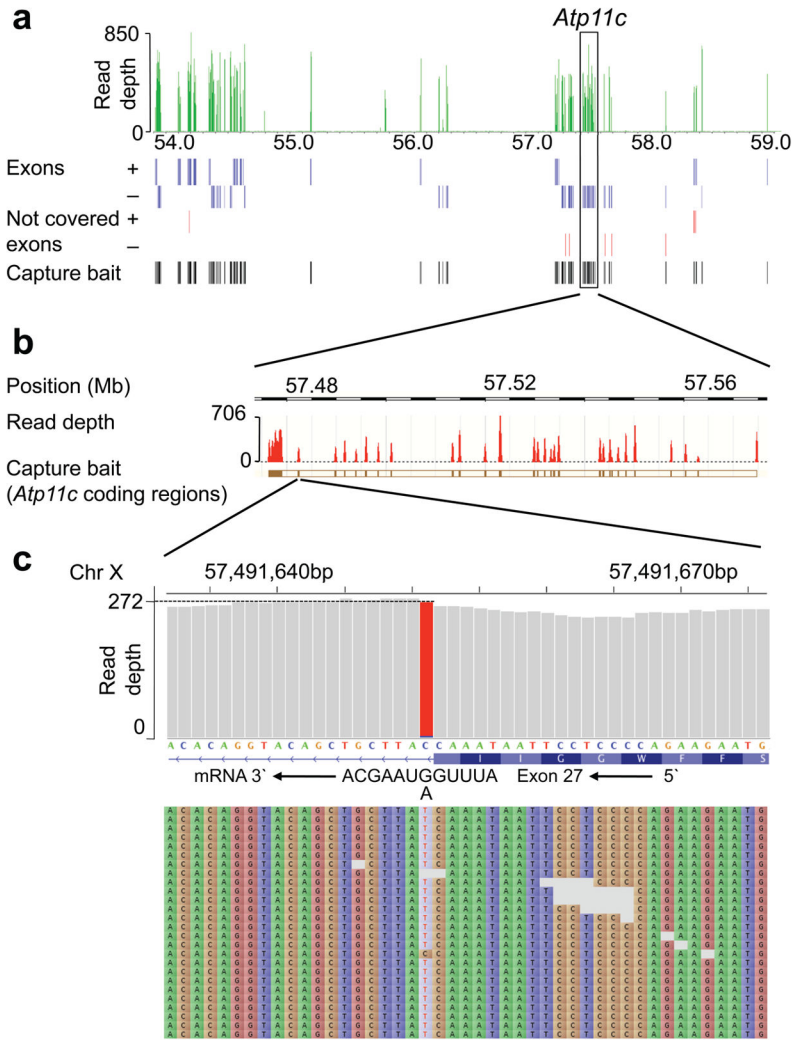 a
Atp11c
850
Read
depth
0
54.0 55.0 56.0 57.0 58.0 59.0
Exons +
–
Not covered +
exons –
Capture bait
b
Position (Mb) 57.48 57.52 57.56
Read depth 706
0
Capture bait
(Atp11c coding regions)
c
Chr X 57,491,640bp 57,491,670bp
272
Read
depth
0
A C A C A G G T A C A G C T G C T T A C C A A A T A A T T C C T C C C C A G A A G A A T G
I I G G W F F S
mRNA 3` ACGAAUGGUUUA Exon 27 5`
A
A C A C A G G T A C A G C T G C T T A T C A A A T A A T T C C T C C C C A G A A G A A T G
A C A C A G G T A C A G C T G C T T A T C A A A T A A T T C C T C C C C A G A A G A A T G
A C A C A G G T A C A G C T G C T T A T C A A A T A A T T C C T C C C C A G A A G A A T G
A C A C A G G T A C A G C T G C T T A T C A A A T A A T T C C T C C C C A G A A G A A T G
A C A C A G G T A C A G C T G C T T A T C A A A T A A T T C C T C C C C A G A A G A A T G